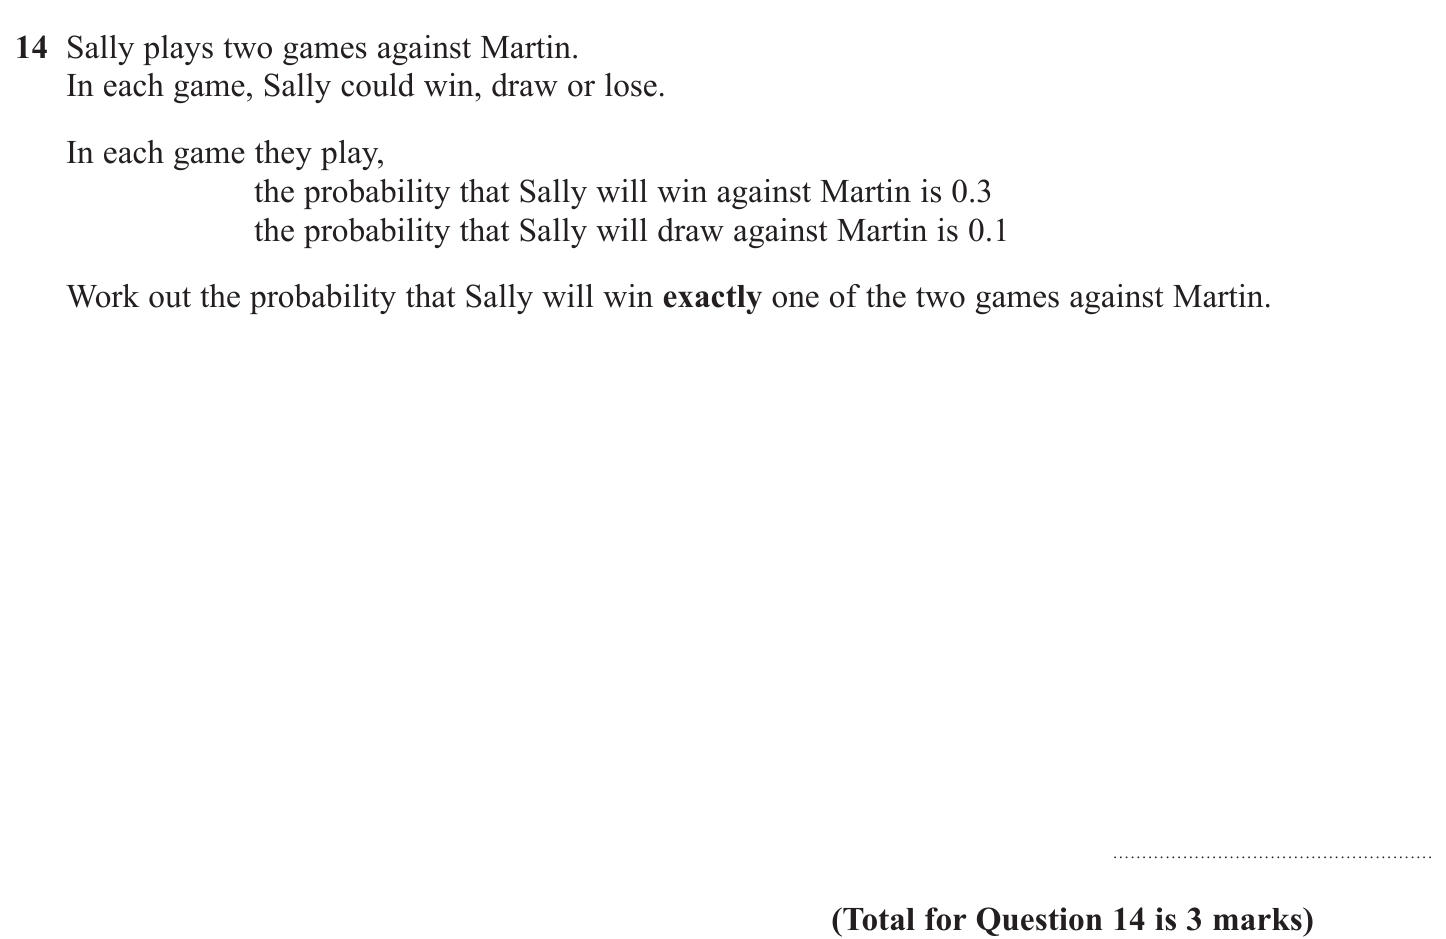 14 Sally plays two games against Martin.
In each game, Sally could win, draw or lose.
In each game they play,
the probability that Sally will win against Martin is 0.3
the probability that Sally will draw against Martin is 0.1
Work out the probability that Sally will win exactly one of the two games against Martin.
(Total for Question 14 is 3 marks)